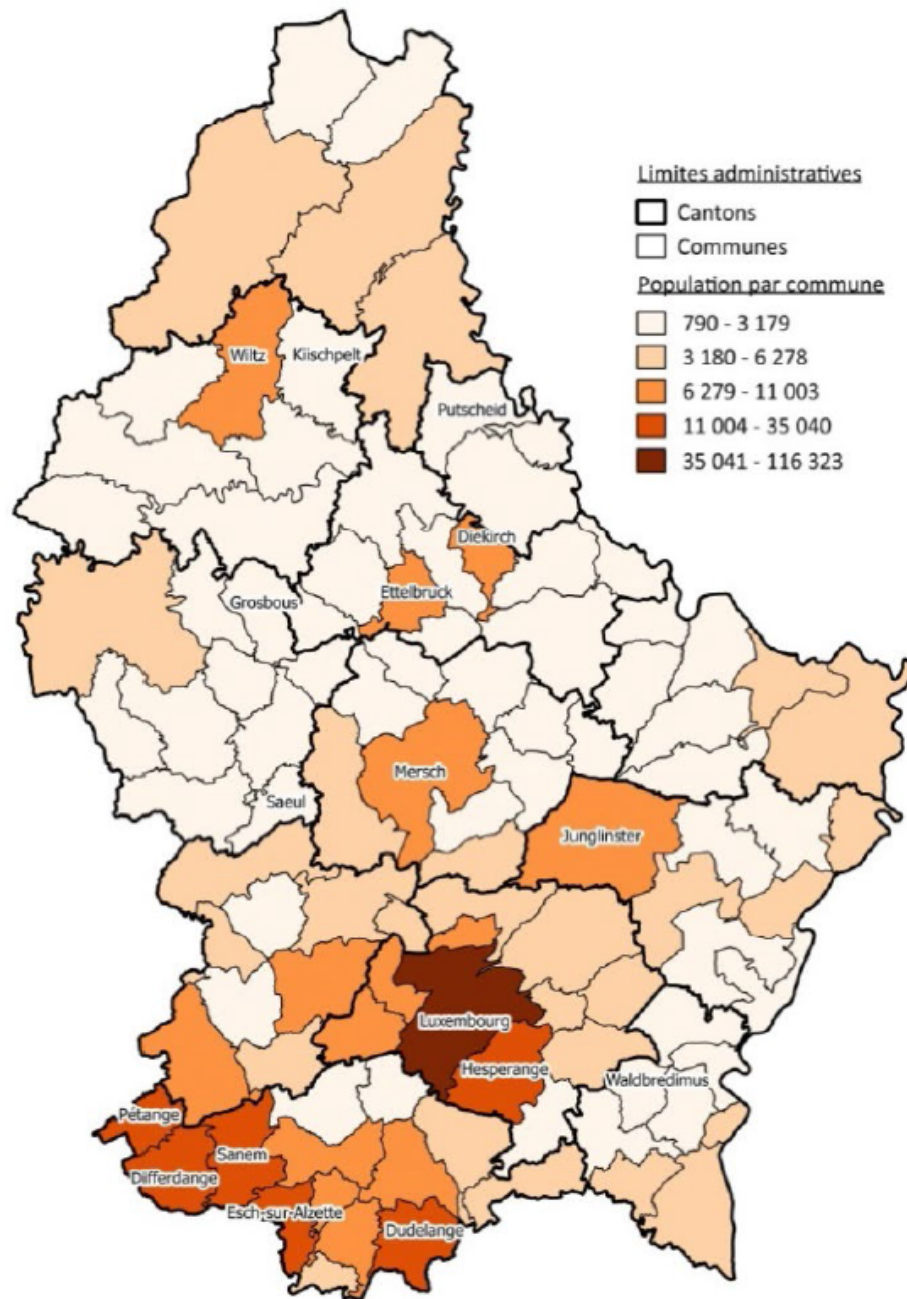 Limites administratives
Cantons
Communes
Population par commune
790 - 3 179
3 180 - 6 278
6 279 - 11 003
11 004 - 35 040
35 041 - 116 323
Wiltz
Kiischpelt
Putscheid
Diekirch
Ettelbruck
Grosbous
Mersch
Saeul
Junglinster
Luxembourg
Hesperange
Waldbredimus
Pétange
Sanem
Differdange
Esch-sur-Alzette
Dudelange